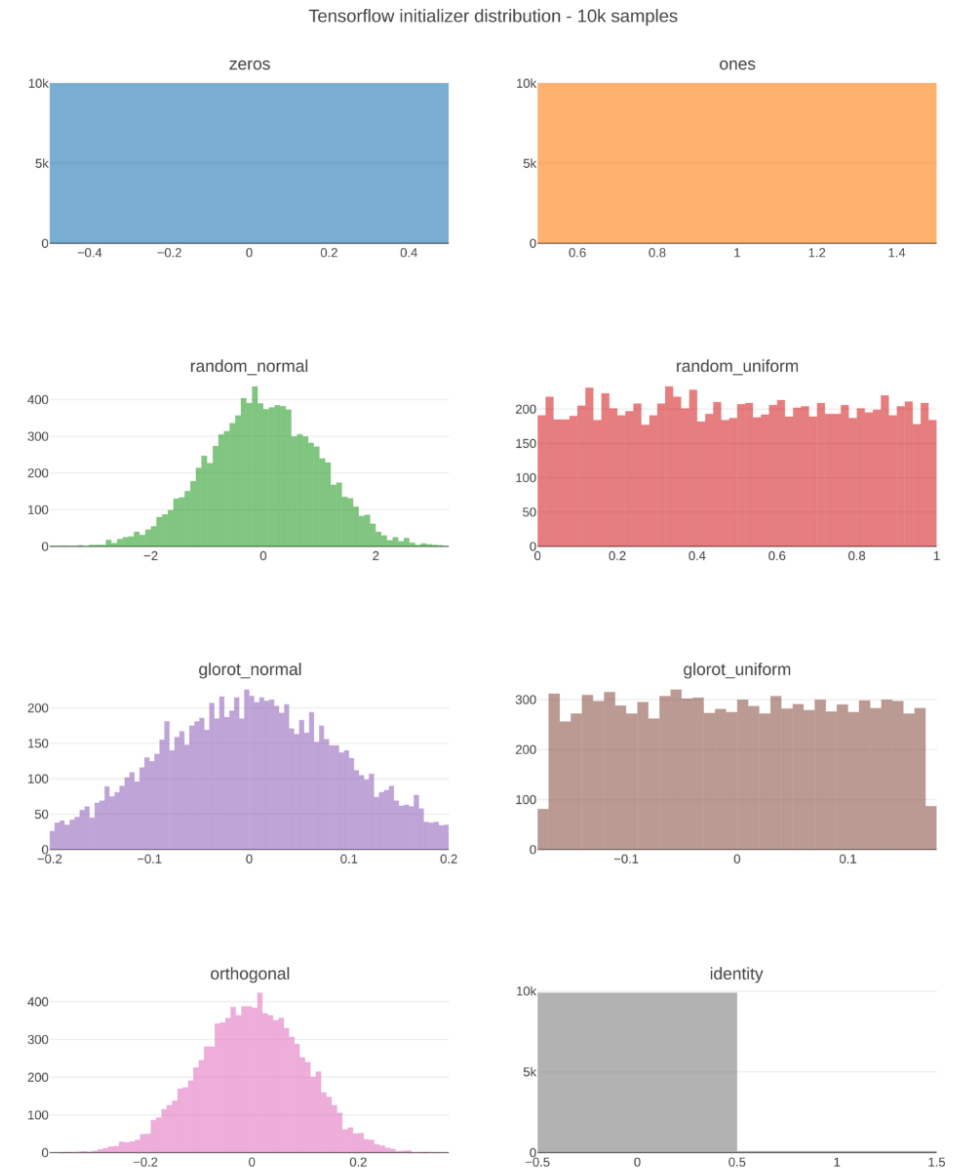 Tensorflow initializer distribution - 10k samples
zeros
ones
10k
5k
0
−0.4 −0.2 0 0.2 0.4
10k
5k
0
0.6 0.8 1 1.2 1.4
random_normal
random_uniform
400
300
200
100
0
−2 0 2
200
150
100
50
0
0 0.2 0.4 0.6 0.8 1
glorot_normal
glorot_uniform
200
150
100
50
0
−0.2 −0.1 0 0.1 0.2
300
200
100
0
−0.1 0 0.1
orthogonal
identity
400
300
200
100
0
−0.2 0 0.2
10k
5k
0
−0.5 0 0.5 1 1.5